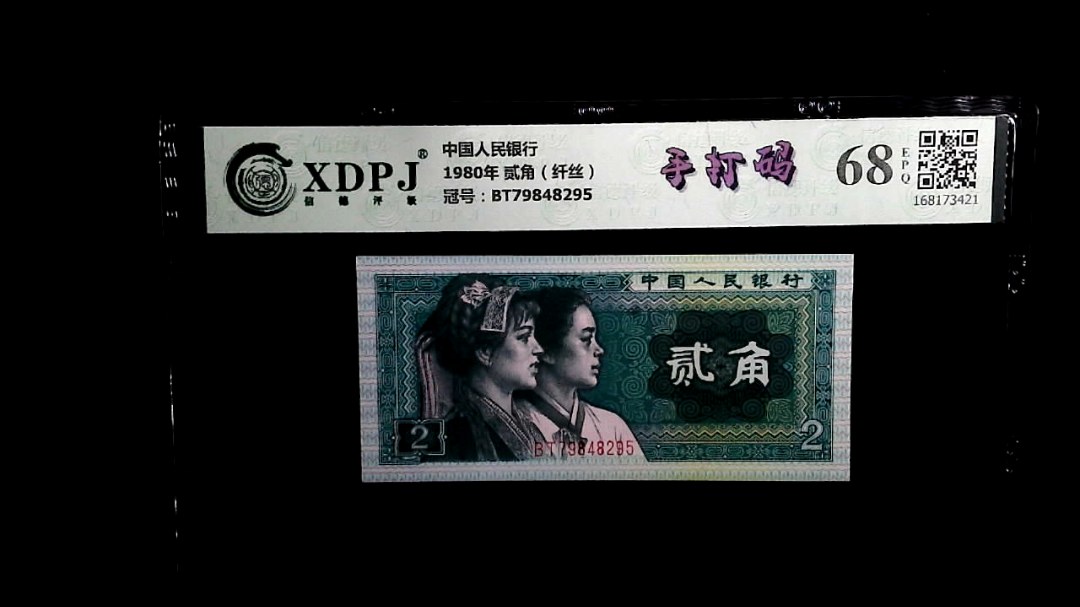 XDPJ®
信德评级
中国人民银行
1980年 贰角（纤丝）
冠号：BT79848295
手打码
68
EPQ
168173421
中国人民银行
贰角
2
2
BT79848295